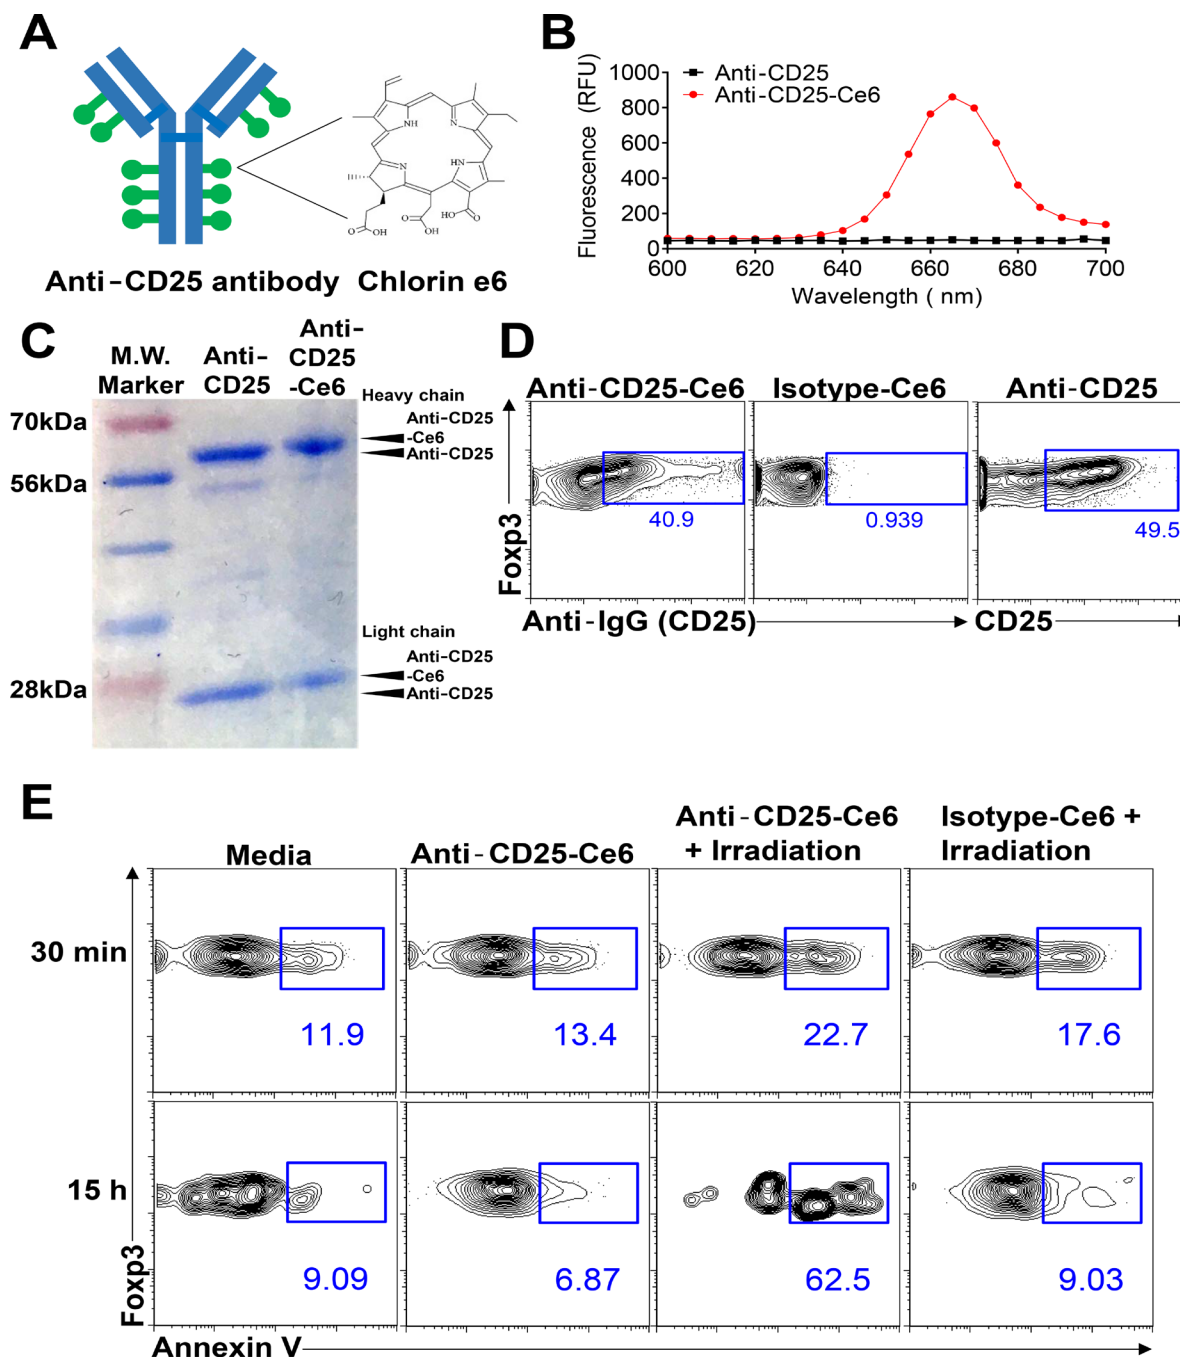 A
NH
N
N
HN
O
OH
O
OH
HO
O
Anti-CD25 antibody
Chlorin e6
B
Fluorescence (RFU)
1000
800
600
400
200
0
Anti-CD25
Anti-CD25-Ce6
600
620
640
660
680
700
Wavelength ( nm)
C
M.W.
Marker
Anti-
CD25
Anti-
CD25
-Ce6
70kDa
56kDa
28kDa
Heavy chain
Anti-CD25
-Ce6
Anti-CD25
Light chain
Anti-CD25
-Ce6
Anti-CD25
D
Anti-CD25-Ce6
Isotype-Ce6
Anti-CD25
Foxp3
40.9
0.939
49.5
Anti-IgG (CD25)
CD25
E
Media
Anti-CD25-Ce6
Anti-CD25-Ce6
+ Irradiation
Isotype-Ce6 +
Irradiation
30 min
11.9
13.4
22.7
17.6
15 h
9.09
6.87
62.5
9.03
Foxp3
Annexin V